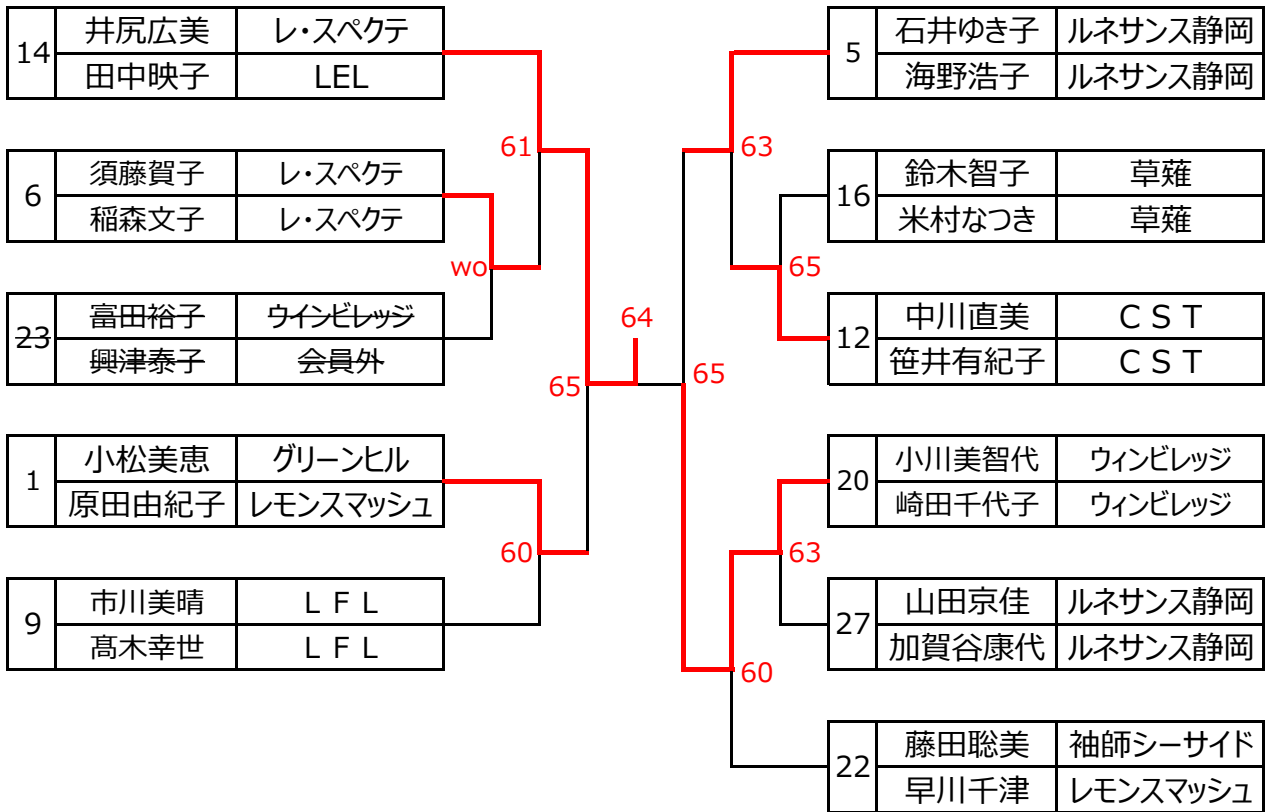 14 井尻広美 レ・スペクテ
田中映子 LEL
61
6 須藤賀子 レ・スペクテ
稲森文子 レ・スペクテ
wo
23 富田裕子 ウインビレッジ
興津泰子 会員外
65
64
1 小松美恵 グリーンヒル
原田由紀子 レモンスマッシュ
60
9 市川美晴 ＬＦＬ
髙木幸世 ＬＦＬ
5 石井ゆき子 ルネサンス静岡
海野浩子 ルネサンス静岡
63
16 鈴木智子 草薙
米村なつき 草薙
65
12 中川直美 ＣＳＴ
笹井有紀子 ＣＳＴ
65
20 小川美智代 ウィンビレッジ
崎田千代子 ウィンビレッジ
63
27 山田京佳 ルネサンス静岡
加賀谷康代 ルネサンス静岡
60
22 藤田聡美 袖師シーサイド
早川千津 レモンスマッシュ